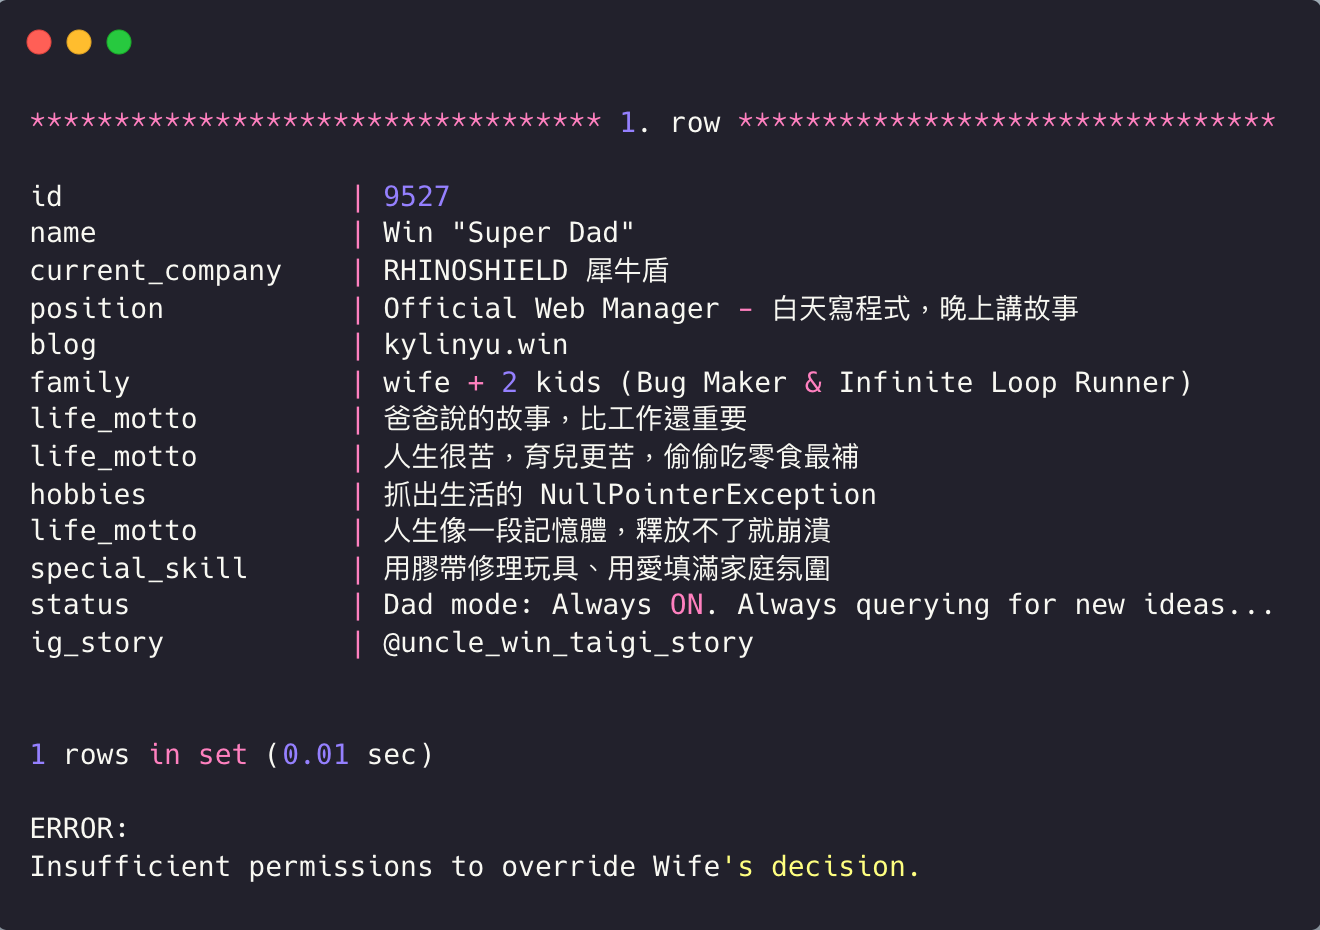 ********************************** 1. row ********************************
id | 9527
name | Win "Super Dad"
current_company | RHINOSHIELD 犀牛盾
position | Official Web Manager – 白天寫程式，晚上講故事
blog | kylinyu.win
family | wife + 2 kids (Bug Maker & Infinite Loop Runner)
life_motto | 爸爸說的故事，比工作還重要
life_motto | 人生很苦，育兒更苦，偷偷吃零食最補
hobbies | 抓出生活的 NullPointerException
life_motto | 人生像一段記憶體，釋放不了就崩潰
special_skill | 用膠帶修理玩具、用愛填滿家庭氛圍
status | Dad mode: Always ON. Always querying for new ideas...
ig_story | @uncle_win_taigi_story
1 rows in set (0.01 sec)
ERROR:
Insufficient permissions to override Wife's decision.